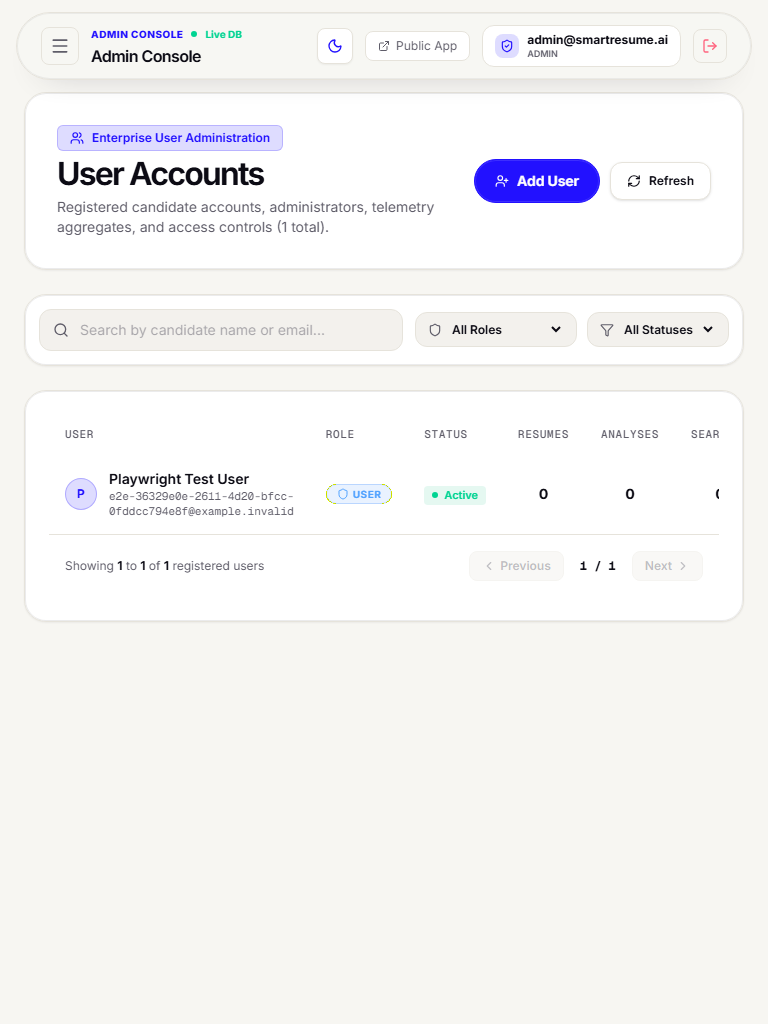 ADMIN CONSOLE Live DB
Admin Console
Public App
admin@smartresume.ai
ADMIN
Enterprise User Administration
User Accounts
Registered candidate accounts, administrators, telemetry
aggregates, and access controls (1 total).
Add User
Refresh
Search by candidate name or email...
All Roles
All Statuses
USER ROLE STATUS RESUMES ANALYSES SEAR
P
Playwright Test User
e2e-36329e0e-2611-4d20-bfcc-
0fddcc794e8f@example.invalid
USER
Active
0
0
Showing 1 to 1 of 1 registered users
Previous
1 / 1
Next